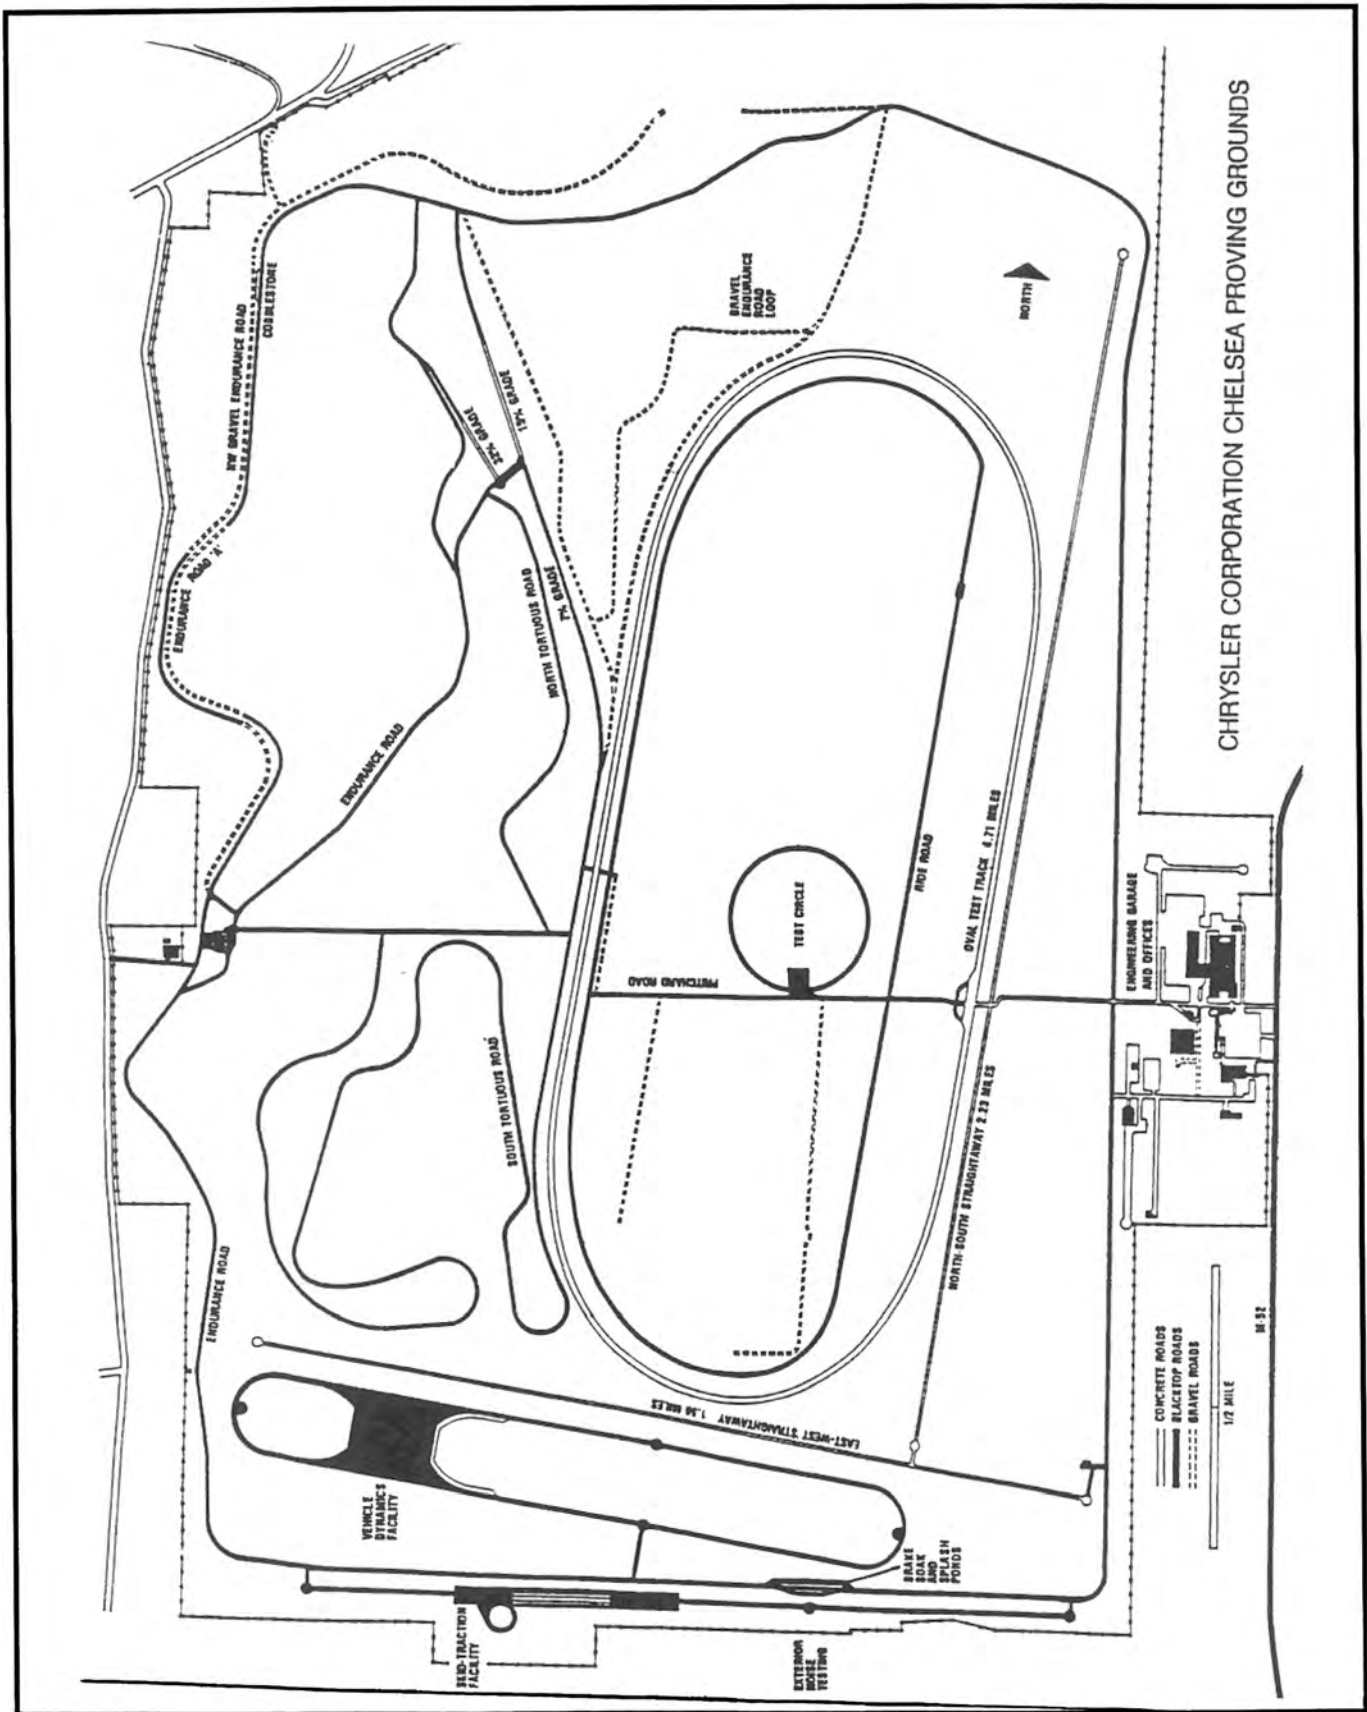 CHRYSLER CORPORATION CHELSEA PROVING GROUNDS
NW GRAVEL ENDURANCE ROAD
COBBLESTONE
ENDURANCE ROAD "A"
32% GRADE
15% GRADE
GRAVEL
ENDURANCE
ROAD
LOOP
NORTH
NORTH TORTUOUS ROAD
7% GRADE
ENDURANCE ROAD
TEST CIRCLE
RIDE ROAD
OVAL TEST TRACK 4.71 MILES
PRITCHARD ROAD
ENGINEERING GARAGE
AND OFFICES
SOUTH TORTUOUS ROAD
NORTH-SOUTH STRAIGHTAWAY 2.23 MILES
ENDURANCE ROAD
EAST-WEST STRAIGHTAWAY
MILES
VEHICLE
DYNAMICS
FACILITY
BRAKE
SOAK
AND
SPLASH
PONDS
SKID-TRACTION
FACILITY
EXTERIOR
NOISE
TESTING
CONCRETE ROADS
BLACKTOP ROADS
GRAVEL ROADS
1/2 MILE
M-52